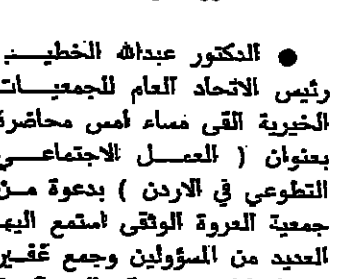 ● الدكتور عبدالله الخطيب
رئيس الاتحاد العام للجمعيات
الخيرية القى مساء امس محاضرة
بعنوان ( العمل الاجتماعي
التطوعي في الاردن ) بدعوة من
جمعية العروة الوثقى استمع اليها
العديد من المسؤولين وجمع غفير